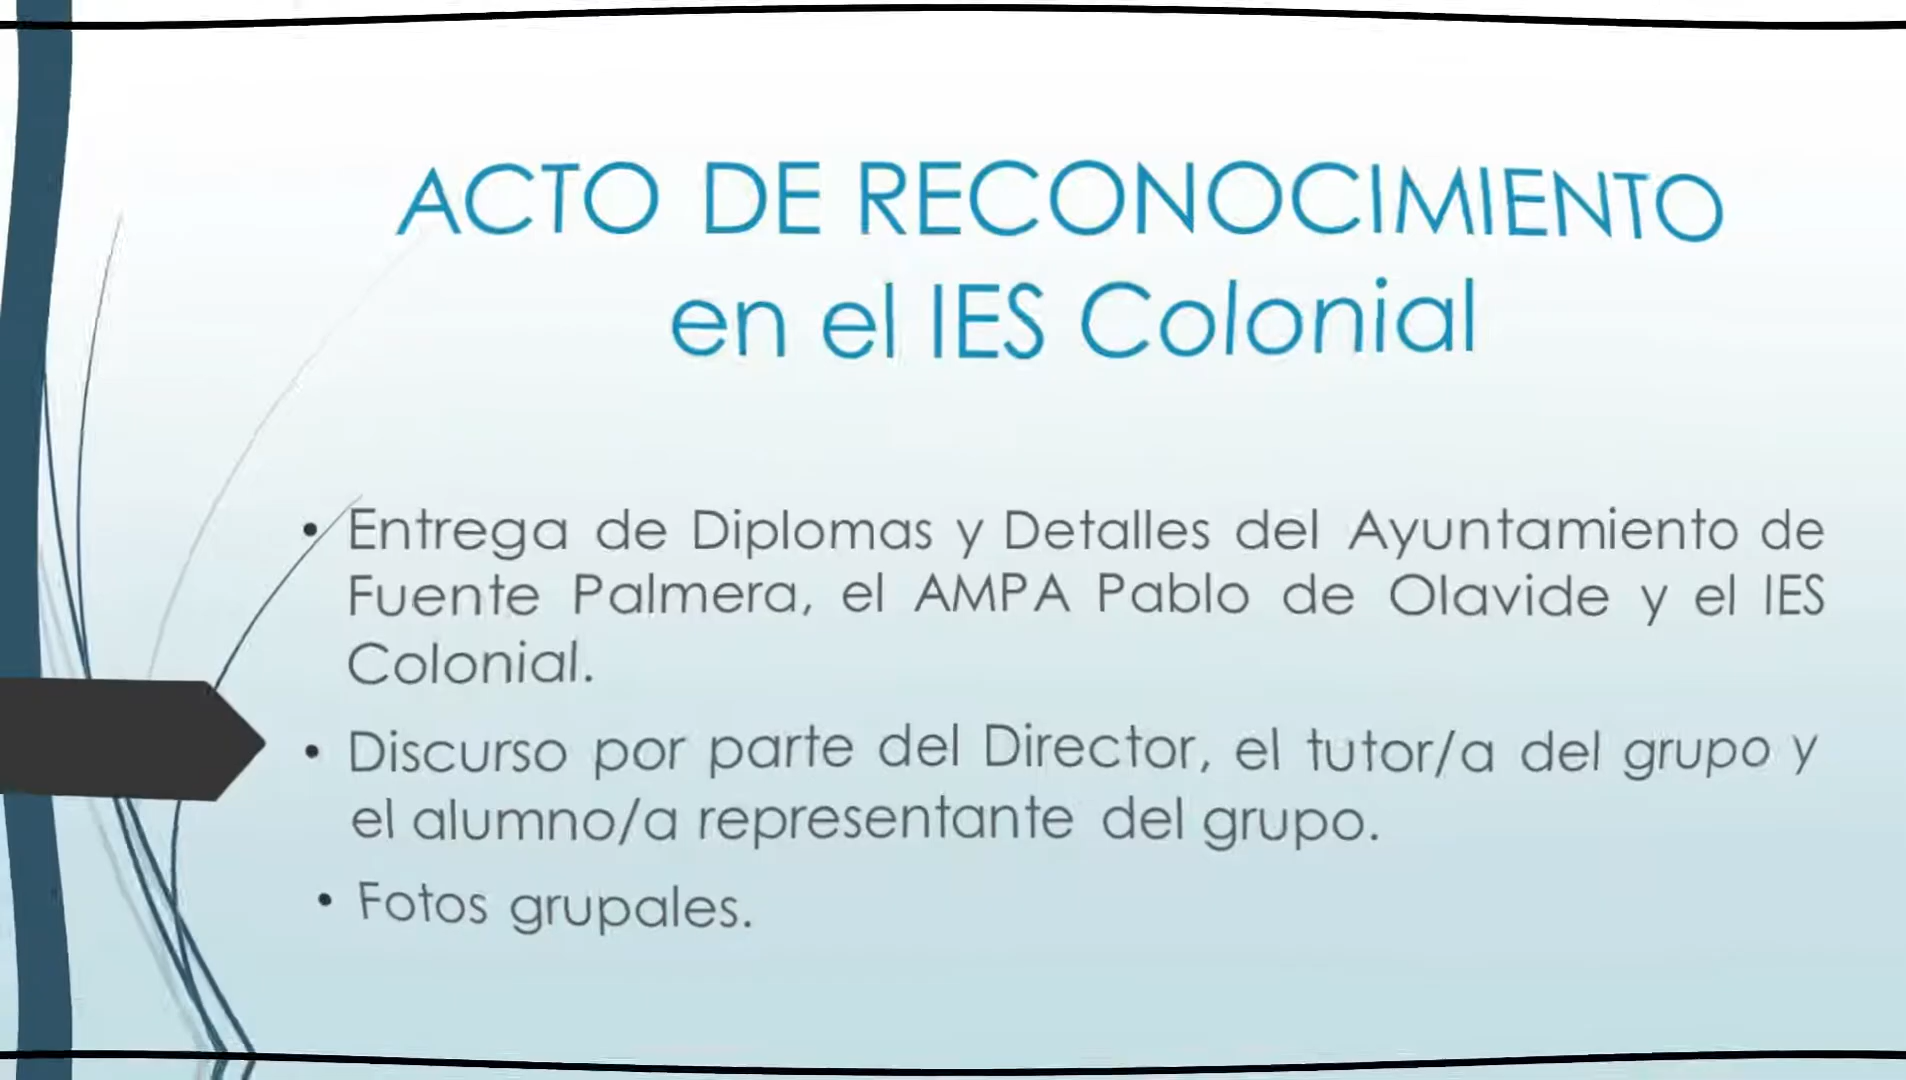 ACTO DE RECONOCIMIENTO
en el IES Colonial
• Entrega de Diplomas y Detalles del Ayuntamiento de
Fuente Palmera, el AMPA Pablo de Olavide y el IES
Colonial.
• Discurso por parte del Director, el tutor/a del grupo y
el alumno/a representante del grupo.
• Fotos grupales.